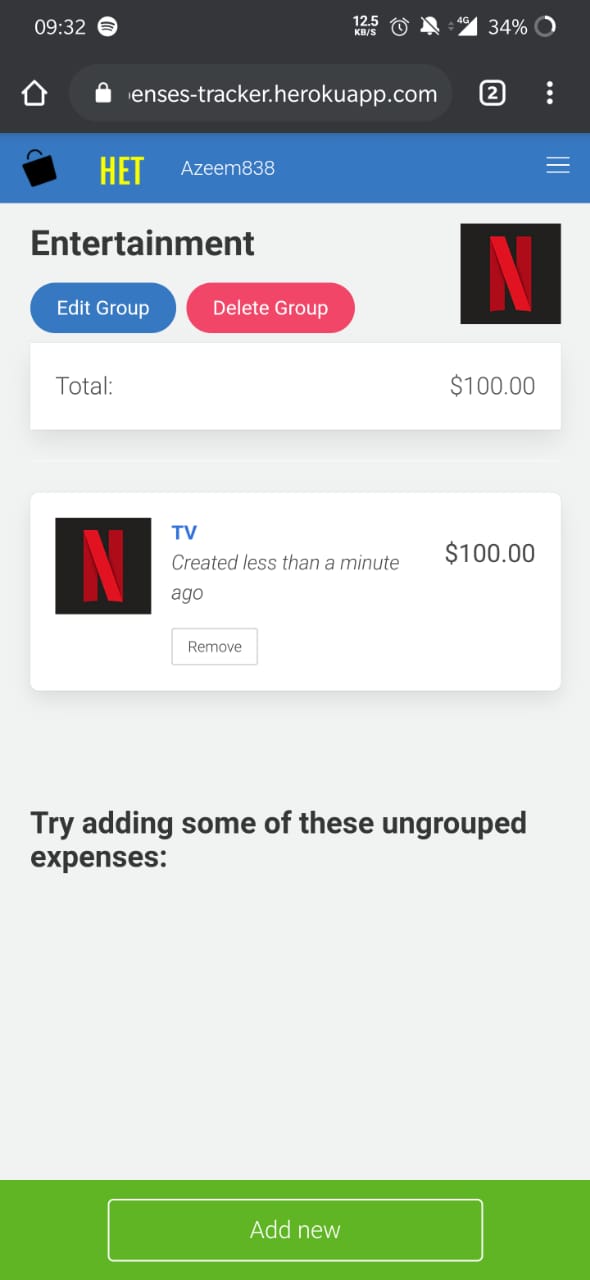 09:32 12.5 KB/S 4G 34%
enses-tracker.herokuapp.com 2
HET Azeem838
Entertainment
Edit Group Delete Group
Total: $100.00
TV
Created less than a minute
ago
$100.00
Remove
Try adding some of these ungrouped
expenses:
Add new